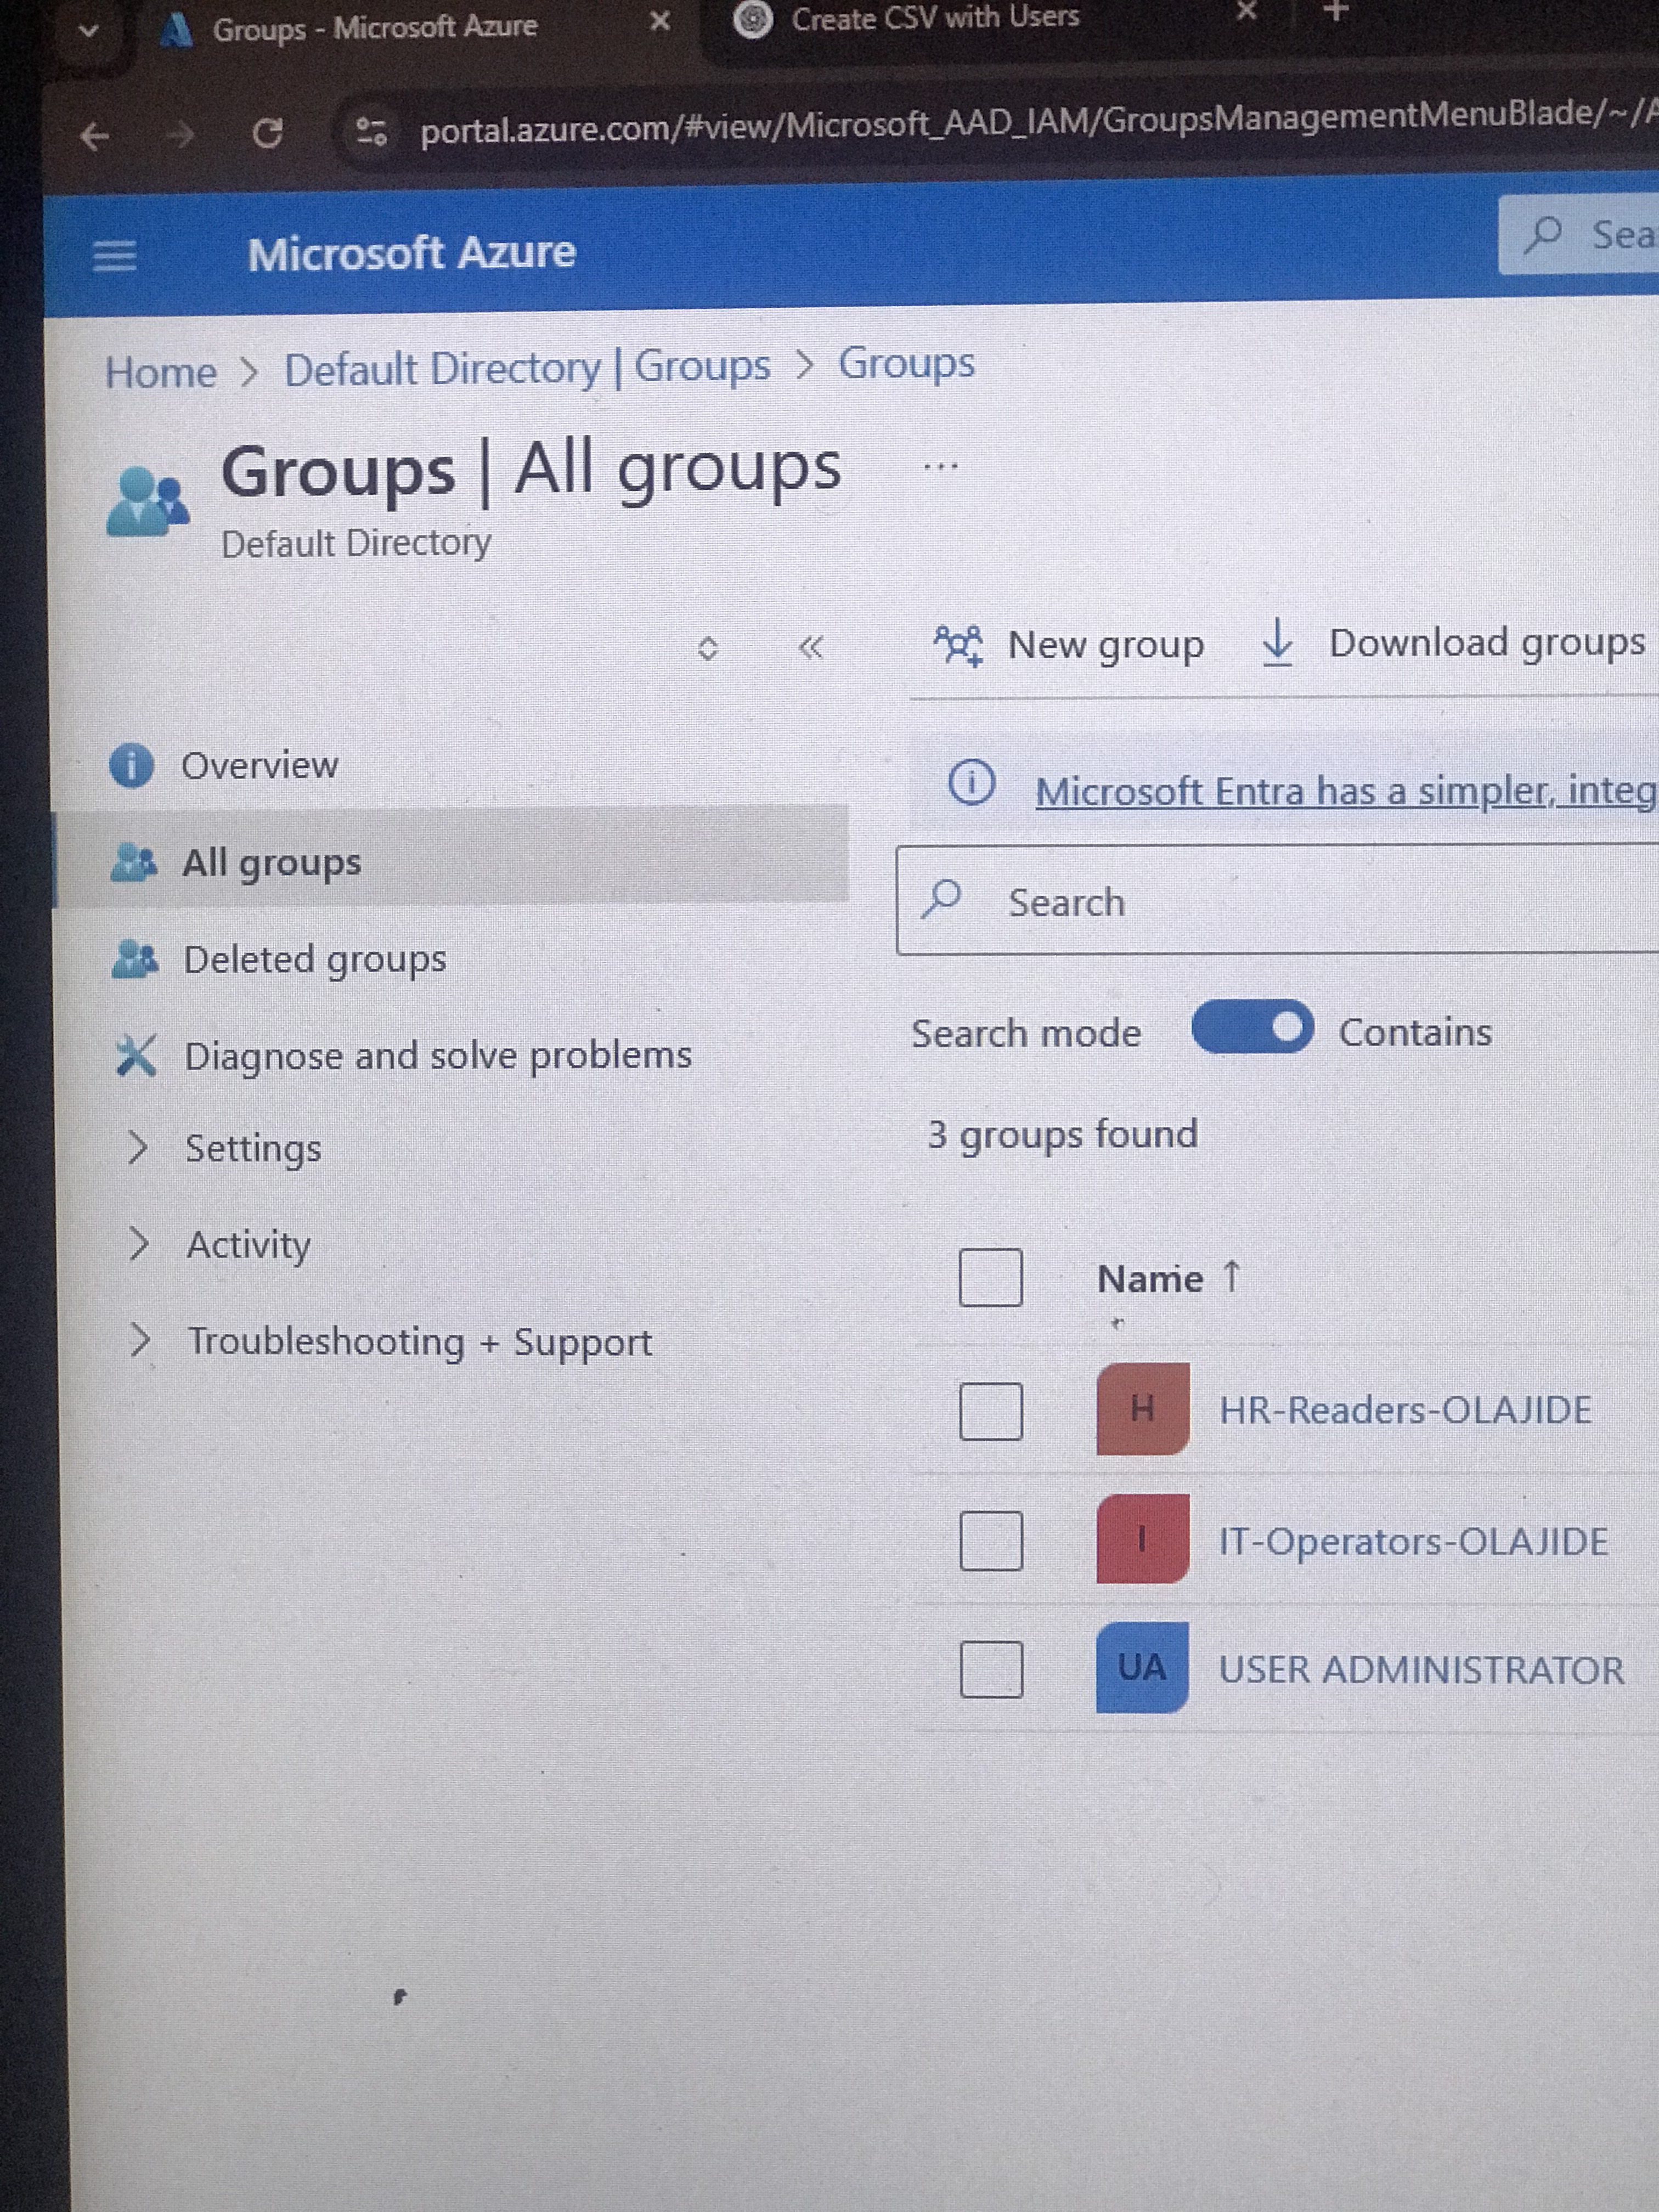 Groups - Microsoft Azure
Create CSV with Users
portal.azure.com/#view/Microsoft_AAD_IAM/GroupsManagementMenuBlade/~/A
Microsoft Azure
Sea
Home > Default Directory | Groups > Groups
Groups | All groups ...
Default Directory
New group
Download groups
Overview
Microsoft Entra has a simpler, integ
All groups
Search
Deleted groups
Search mode
Contains
Diagnose and solve problems
3 groups found
Settings
Activity
Name ↑
Troubleshooting + Support
H HR-Readers-OLAJIDE
I IT-Operators-OLAJIDE
UA USER ADMINISTRATOR